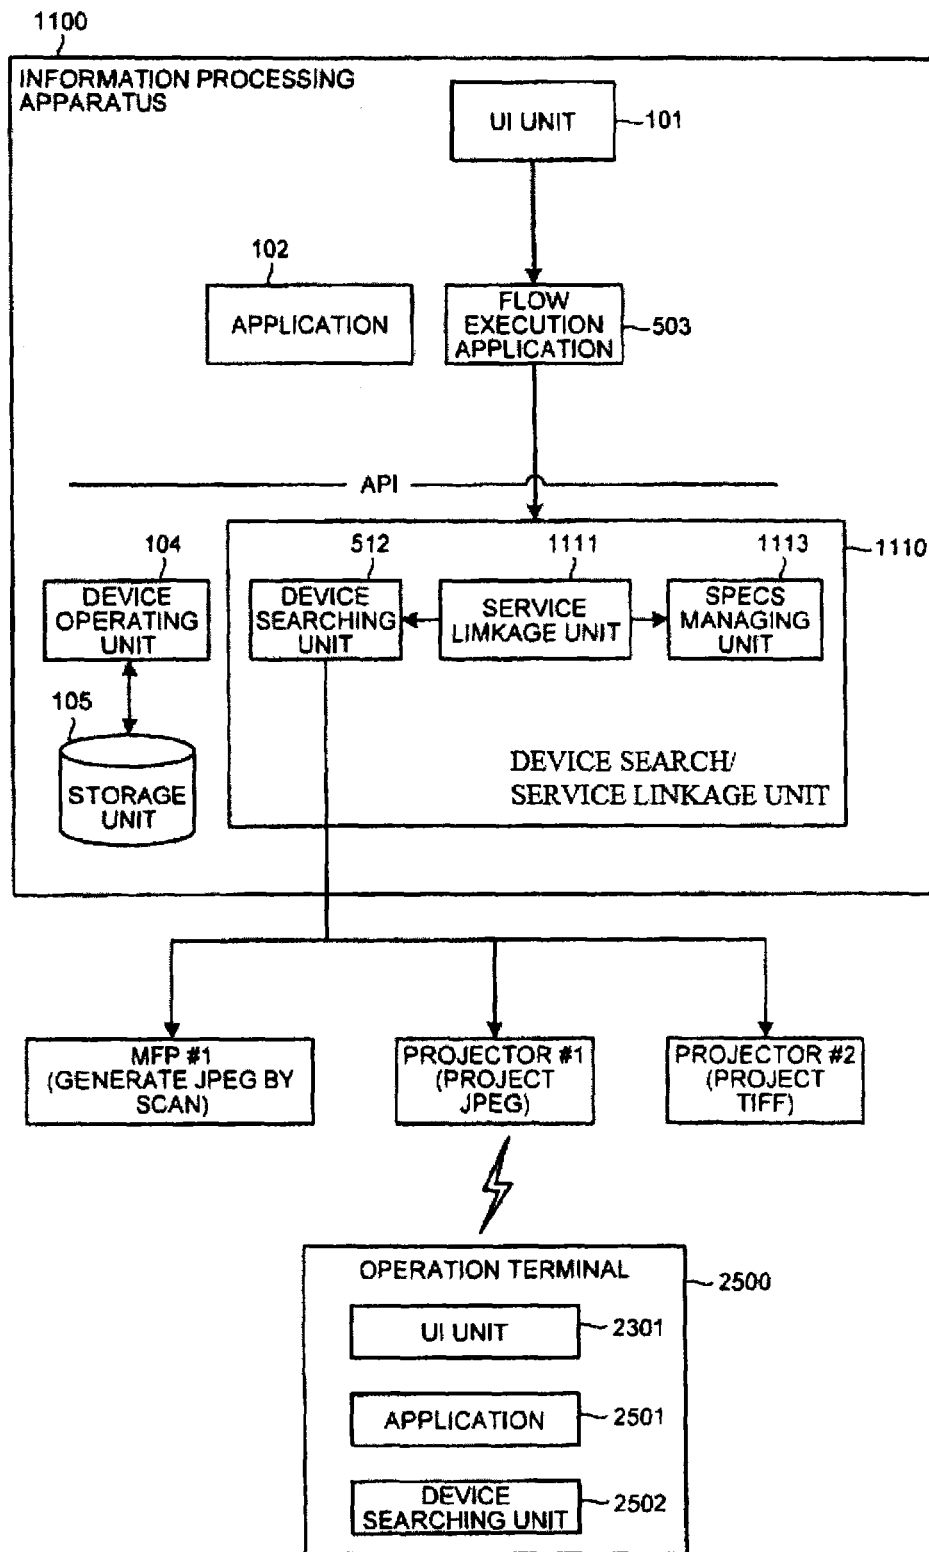 1100
INFORMATION PROCESSING
APPARATUS
UI UNIT
101
102
APPLICATION
FLOW
EXECUTION
APPLICATION
503
API
104
DEVICE
OPERATING
UNIT
105
STORAGE
UNIT
512
DEVICE
SEARCHING
UNIT
1111
SERVICE
LIMKAGE UNIT
1113
SPECS
MANAGING
UNIT
1110
DEVICE SEARCH/
SERVICE LINKAGE UNIT
MFP #1
(GENERATE JPEG BY
SCAN)
PROJECTOR #1
(PROJECT
JPEG)
PROJECTOR #2
(PROJECT
TIFF)
OPERATION TERMINAL
2500
UI UNIT
2301
APPLICATION
2501
DEVICE
SEARCHING UNIT
2502